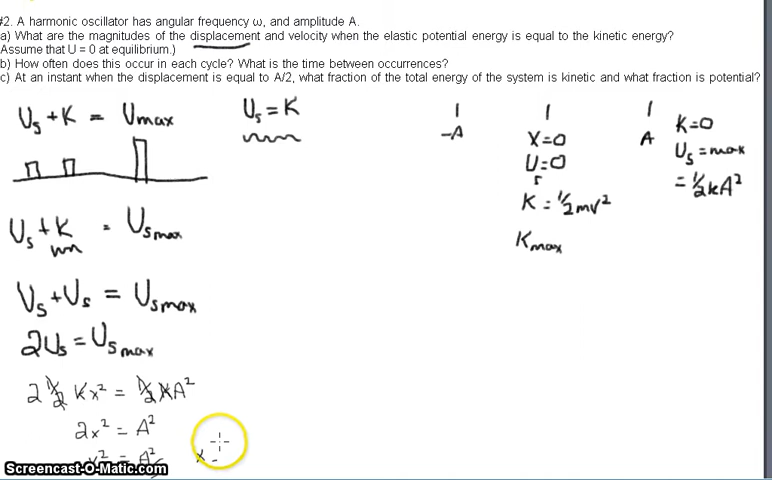 #2. A harmonic oscillator has angular frequency ω, and amplitude A.
a) What are the magnitudes of the displacement and velocity when the elastic potential energy is equal to the kinetic energy?
Assume that U = 0 at equilibrium.)
b) How often does this occur in each cycle? What is the time between occurrences?
c) At an instant when the displacement is equal to A/2, what fraction of the total energy of the system is kinetic and what fraction is potential?
Us + K = Umax
Us = K
-A
x=0
U=0
s
K = ½mv²
Kmax
A
K=0
Us = max
= ½kA²
Us + K = Usmax
Us + Us = Usmax
2Us = Usmax
2 ½ Kx² = ½ KA²
2x² = A²
x² = A²/2
x =
Screencast-O-Matic.com